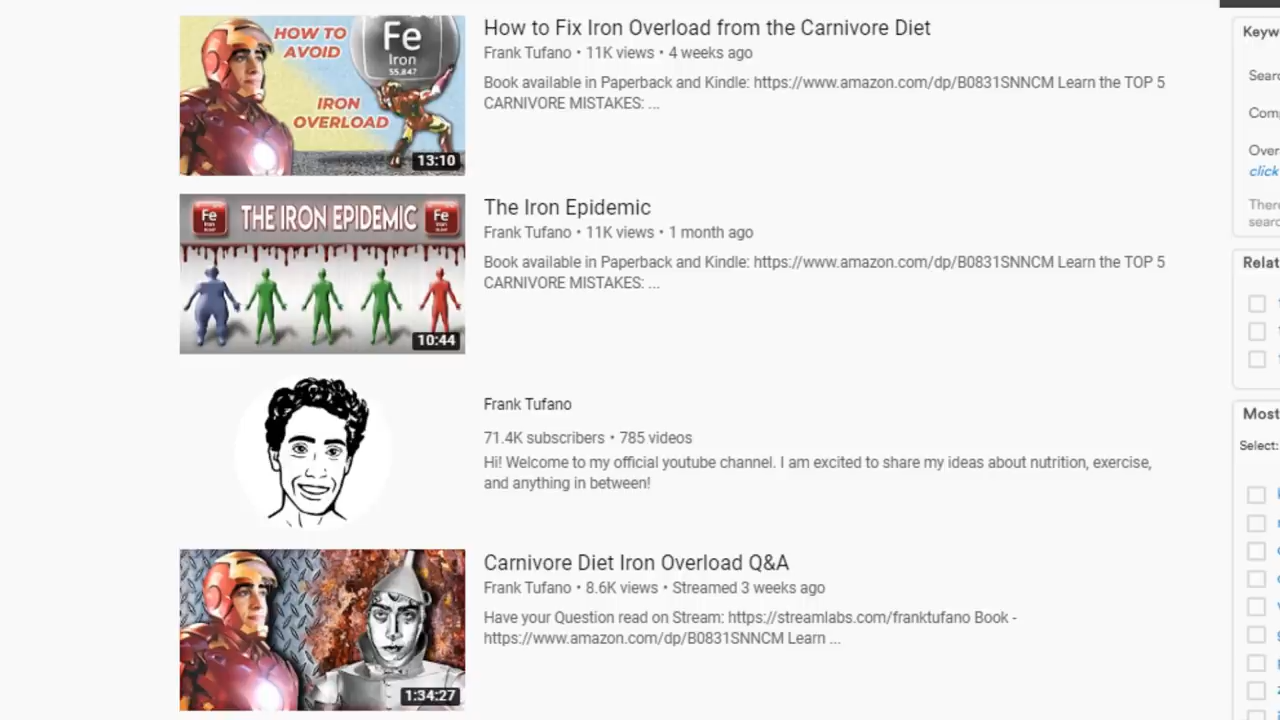 HOW TO
AVOID
Fe
Iron
55.847
IRON
OVERLOAD
13:10
How to Fix Iron Overload from the Carnivore Diet
Frank Tufano • 11K views • 4 weeks ago
Book available in Paperback and Kindle: https://www.amazon.com/dp/B0831SNNCM Learn the TOP 5
CARNIVORE MISTAKES: ...
Fe
Iron
THE IRON EPIDEMIC
Fe
Iron
10:44
The Iron Epidemic
Frank Tufano • 11K views • 1 month ago
Book available in Paperback and Kindle: https://www.amazon.com/dp/B0831SNNCM Learn the TOP 5
CARNIVORE MISTAKES: ...
Frank Tufano
71.4K subscribers • 785 videos
Hi! Welcome to my official youtube channel. I am excited to share my ideas about nutrition, exercise,
and anything in between!
1:34:27
Carnivore Diet Iron Overload Q&A
Frank Tufano • 8.6K views • Streamed 3 weeks ago
Have your Question read on Stream: https://streamlabs.com/franktufano Book -
https://www.amazon.com/dp/B0831SNNCM Learn ...
Keyw
Sear
Com
Over
click
There
searc
Relat
Most
Select: